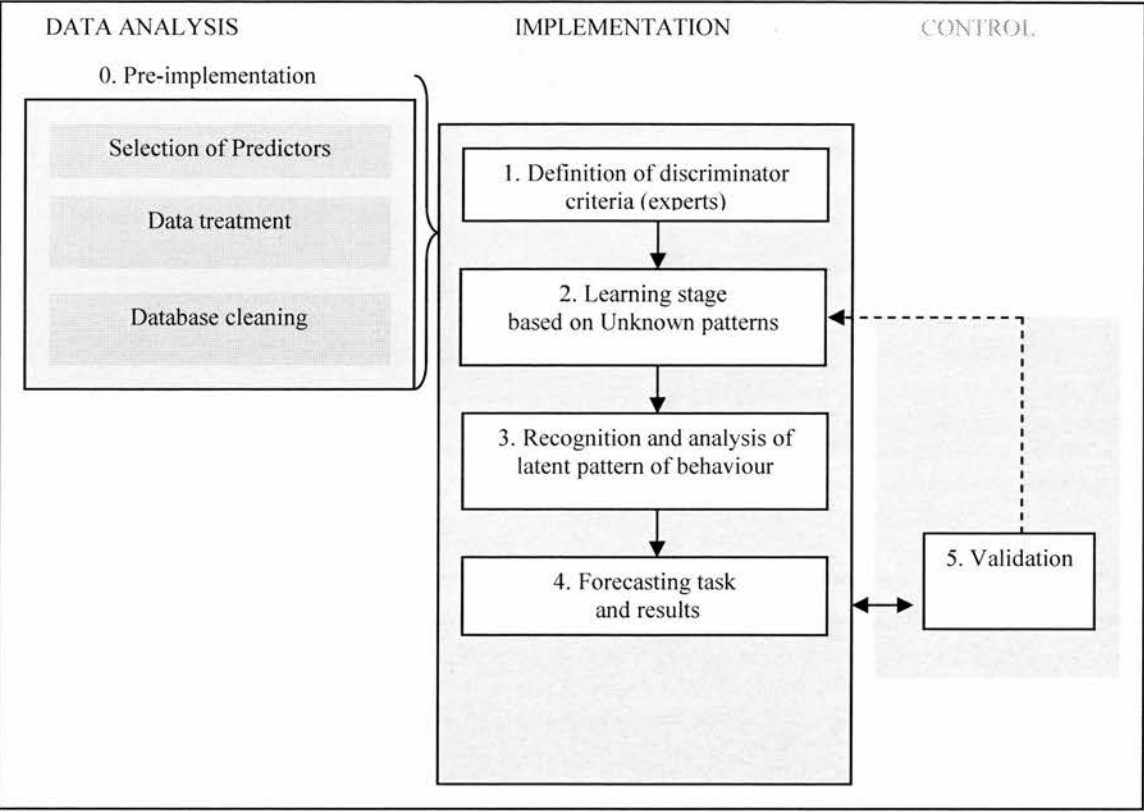 DATA ANALYSIS
IMPLEMENTATION
CONTROL
0. Pre-implementation
Selection of Predictors
Data treatment
Database cleaning
1. Definition of discriminator
criteria (experts)
2. Learning stage
based on Unknown patterns
3. Recognition and analysis of
latent pattern of behaviour
4. Forecasting task
and results
5. Validation